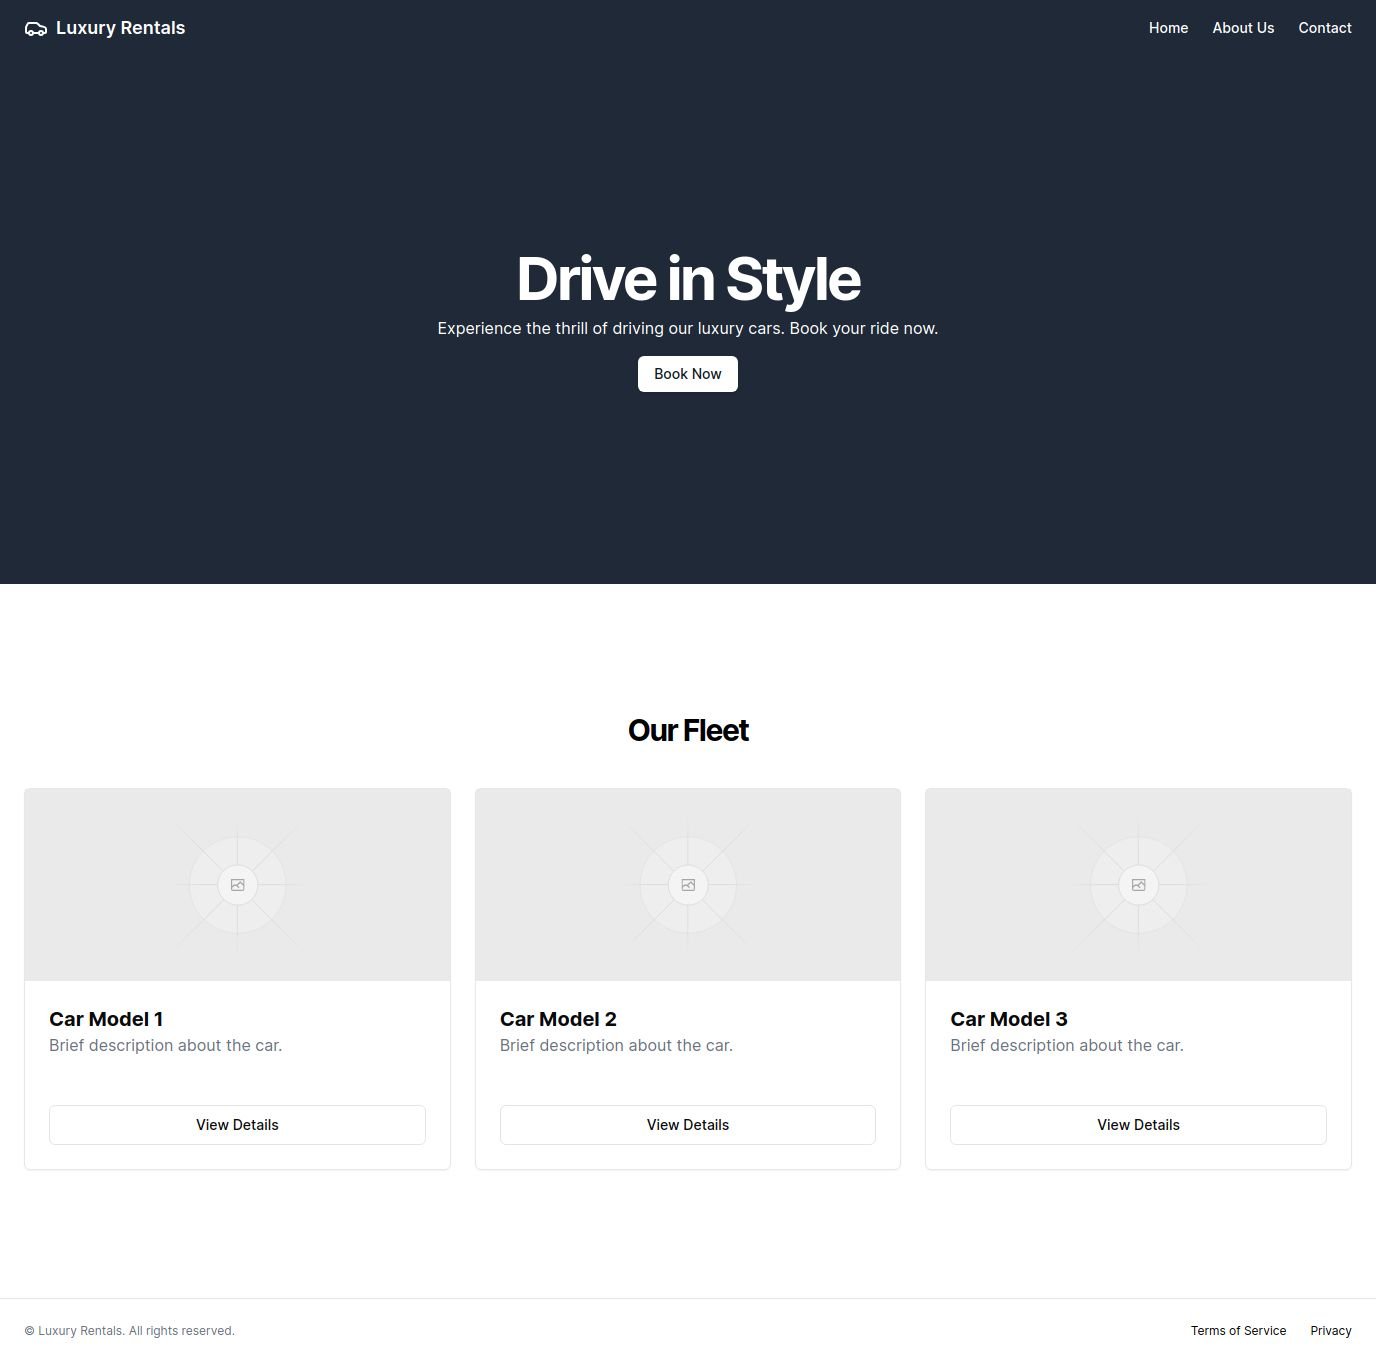 Luxury Rentals
Home
About Us
Contact
Drive in Style
Experience the thrill of driving our luxury cars. Book your ride now.
Book Now
Our Fleet
Car Model 1
Brief description about the car.
View Details
Car Model 2
Brief description about the car.
View Details
Car Model 3
Brief description about the car.
View Details
© Luxury Rentals. All rights reserved.
Terms of Service
Privacy